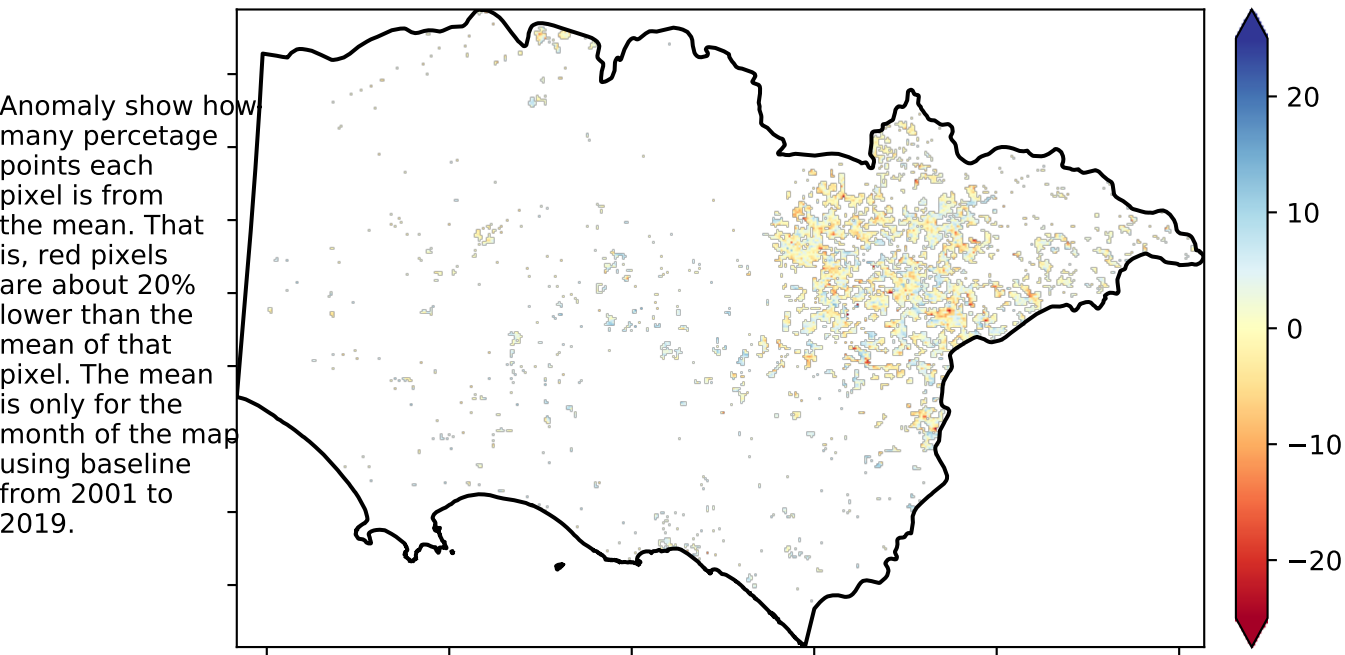 Anomaly show how
many percetage
points each
pixel is from
the mean. That
is, red pixels
are about 20%
lower than the
mean of that
pixel. The mean
is only for the
month of the map
using baseline
from 2001 to
2019.
20
10
0
−10
−20